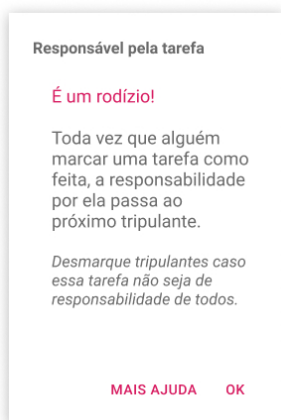 Responsável pela tarefa
É um rodízio!
Toda vez que alguém
marcar uma tarefa como
feita, a responsabilidade
por ela passa ao
próximo tripulante.
Desmarque tripulantes caso
essa tarefa não seja de
responsabilidade de todos.
MAIS AJUDA OK